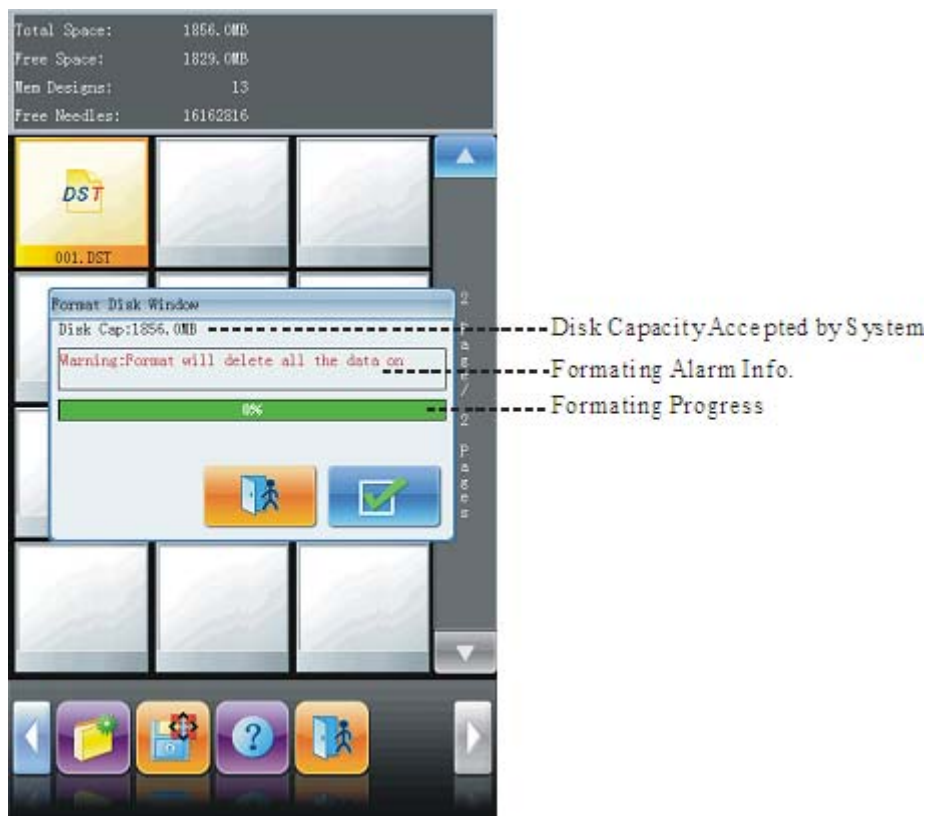 Total Space: 1856.0MB
Free Space: 1829.0MB
Mem Designs: 13
Free Needles: 16162816
DST
001.DST
Format Disk Window
Disk Cap:1856.0MB
Warning:Format will delete all the data on
0%
2 Page/ 2 Pages
?
Disk Capacity Accepted by System
Formating Alarm Info.
Formating Progress